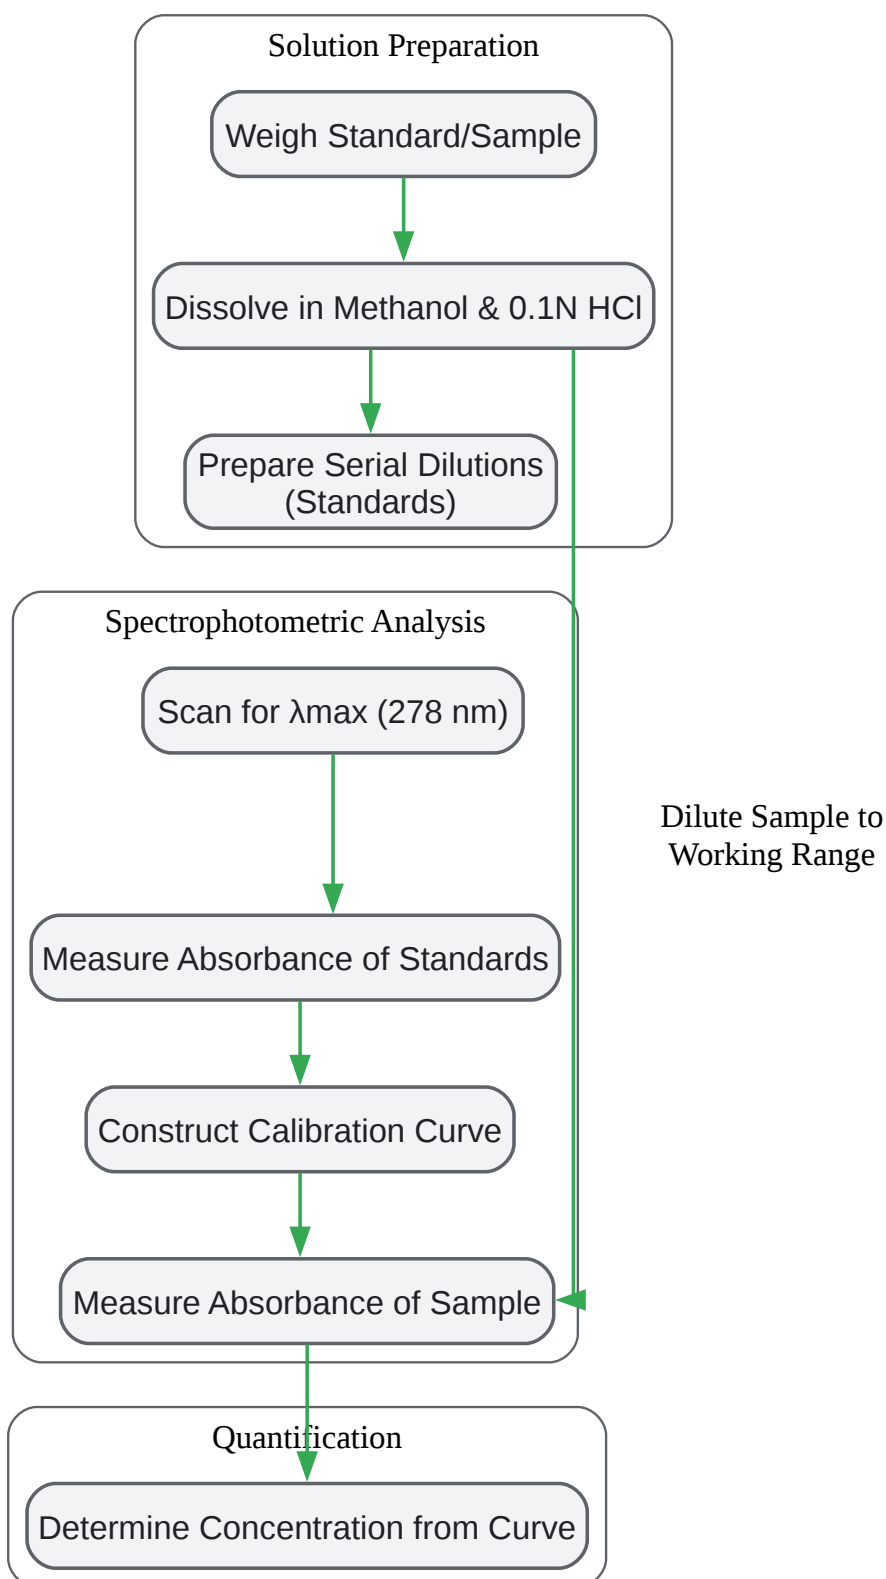 Solution Preparation
Weigh Standard/Sample
Dissolve in Methanol & 0.1N HCl
Prepare Serial Dilutions
(Standards)
Spectrophotometric Analysis
Scan for λmax (278 nm)
Dilute Sample to
Working Range
Measure Absorbance of Standards
Construct Calibration Curve
Measure Absorbance of Sample
Quantification
Determine Concentration from Curve